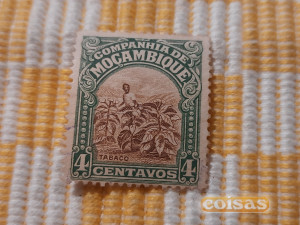 COMPANHIA DE
MOÇAMBIQUE
TABACO
4 CENTAVOS 4
coisas